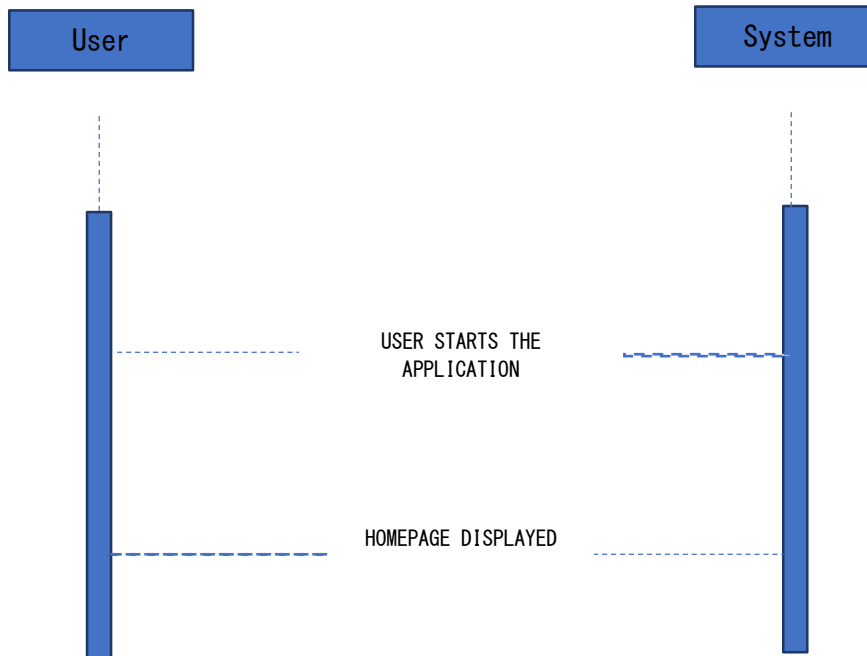 User
System
USER STARTS THE
APPLICATION
HOMEPAGE DISPLAYED